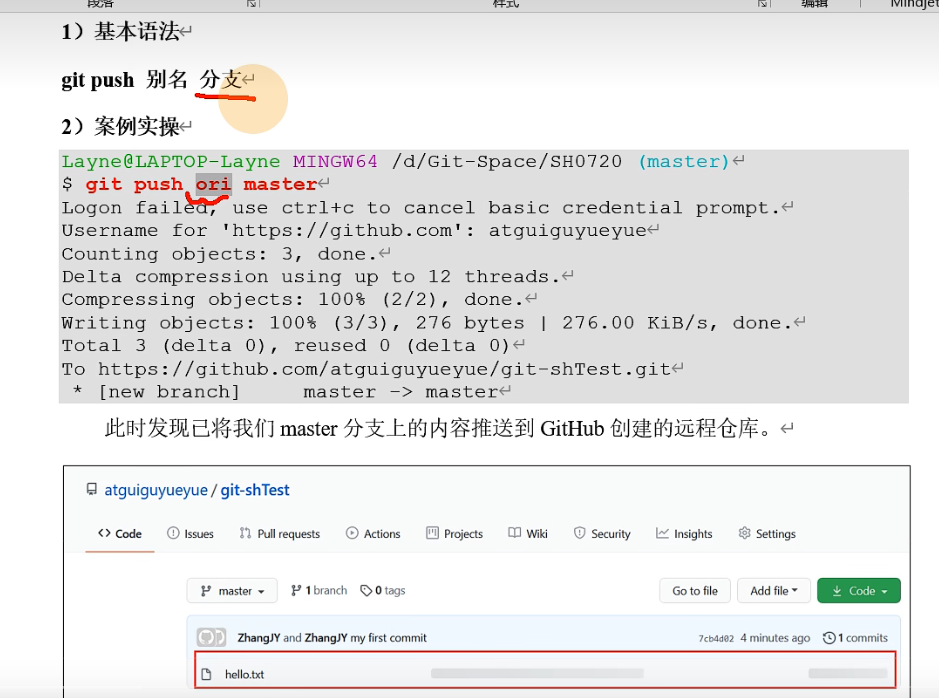 段落
样式
编辑
Mindjet
1）基本语法
git push 别名 分支
2）案例实操
Layne@LAPTOP-Layne MINGW64 /d/Git-Space/SH0720 (master)
$ git push ori master
Logon failed, use ctrl+c to cancel basic credential prompt.
Username for 'https://github.com': atguiguyueyue
Counting objects: 3, done.
Delta compression using up to 12 threads.
Compressing objects: 100% (2/2), done.
Writing objects: 100% (3/3), 276 bytes | 276.00 KiB/s, done.
Total 3 (delta 0), reused 0 (delta 0)
To https://github.com/atguiguyueyue/git-shTest.git
* [new branch] master -> master
此时发现已将我们 master 分支上的内容推送到 GitHub 创建的远程仓库。
atguiguyueyue / git-shTest
Code Issues Pull requests Actions Projects Wiki Security Insights Settings
master 1 branch 0 tags Go to file Add file Code
ZhangJY and ZhangJY my first commit 7cb4d02 4 minutes ago 1 commits
hello.txt